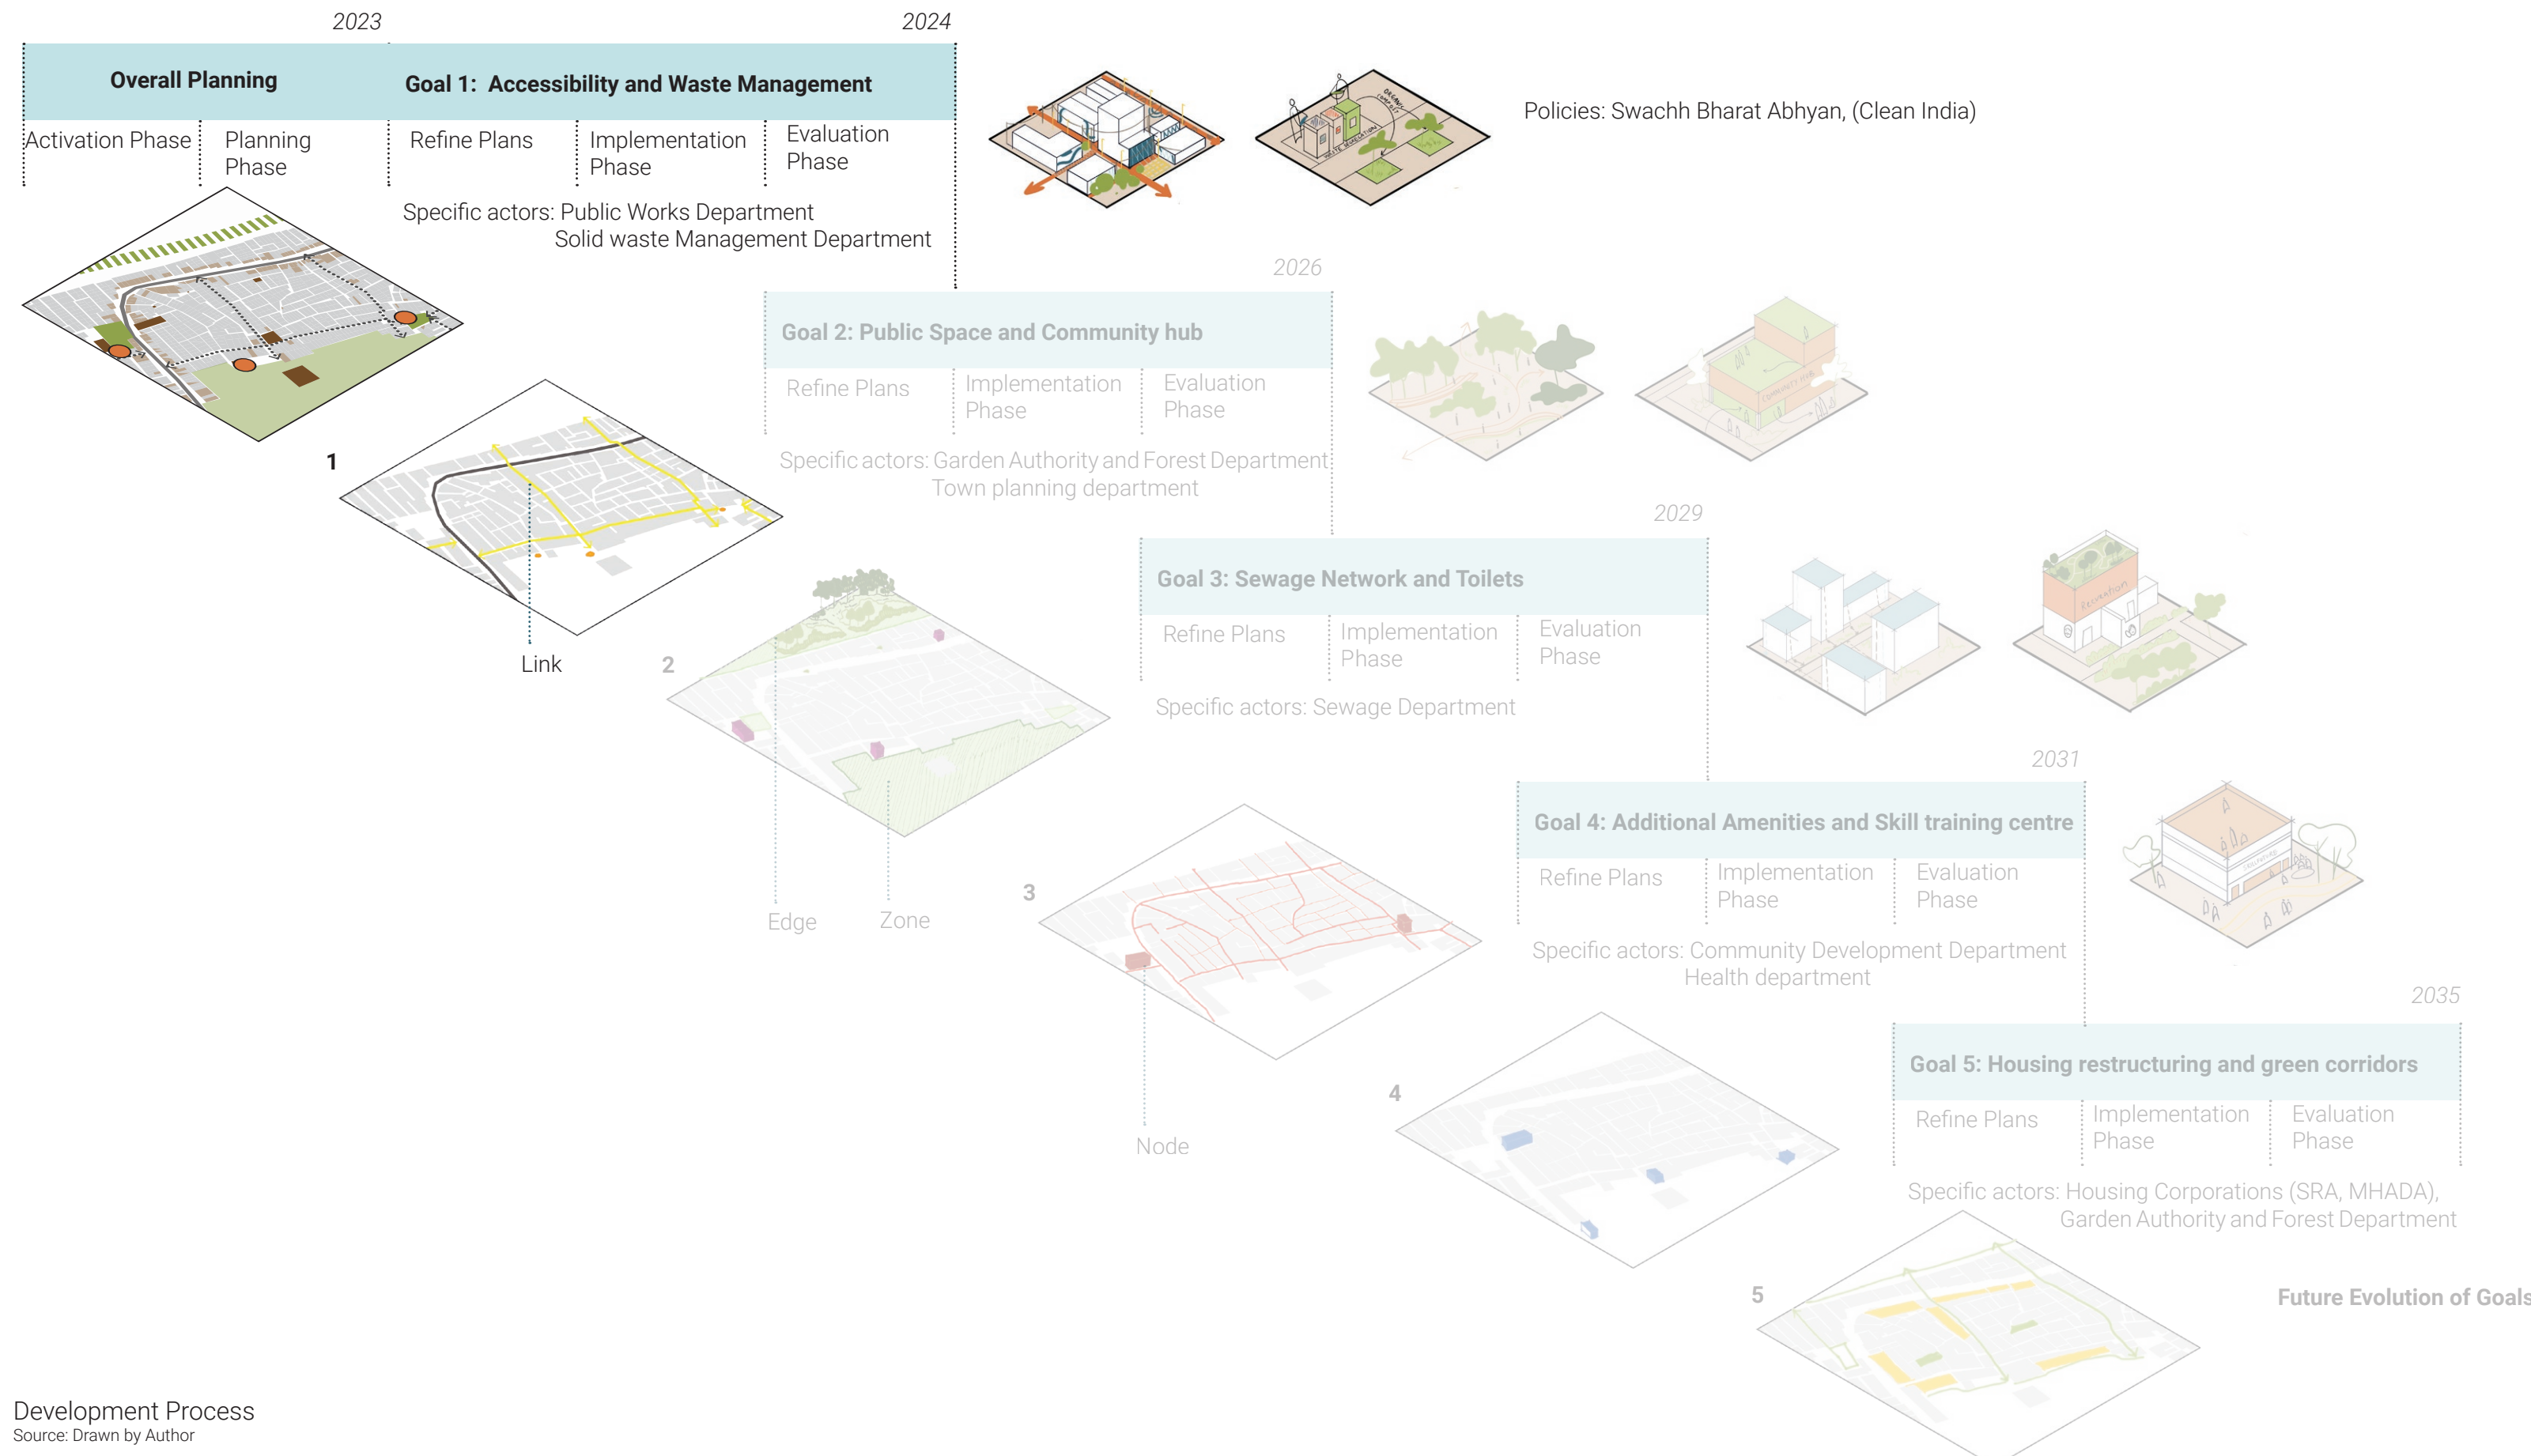 2023
2024
Overall Planning
Goal 1: Accessibility and Waste Management
Activation Phase
Planning
Phase
Refine Plans
Implementation
Phase
Evaluation
Phase
Policies: Swachh Bharat Abhyan, (Clean India)
ORGANIC
COMPOST
WASTE SEGREGATION
Specific actors: Public Works Department
Solid waste Management Department
2026
Goal 2: Public Space and Community hub
Refine Plans
Implementation
Phase
Evaluation
Phase
COMMUNITY HUB
Specific actors: Garden Authority and Forest Department
Town planning department
1
Link
2029
Goal 3: Sewage Network and Toilets
Refine Plans
Implementation
Phase
Evaluation
Phase
Specific actors: Sewage Department
2
Edge
Zone
2031
Goal 4: Additional Amenities and Skill training centre
Refine Plans
Implementation
Phase
Evaluation
Phase
Specific actors: Community Development Department
Health department
3
Node
2035
Goal 5: Housing restructuring and green corridors
Refine Plans
Implementation
Phase
Evaluation
Phase
Specific actors: Housing Corporations (SRA, MHADA),
Garden Authority and Forest Department
4
5
Future Evolution of Goals
Development Process
Source: Drawn by Author